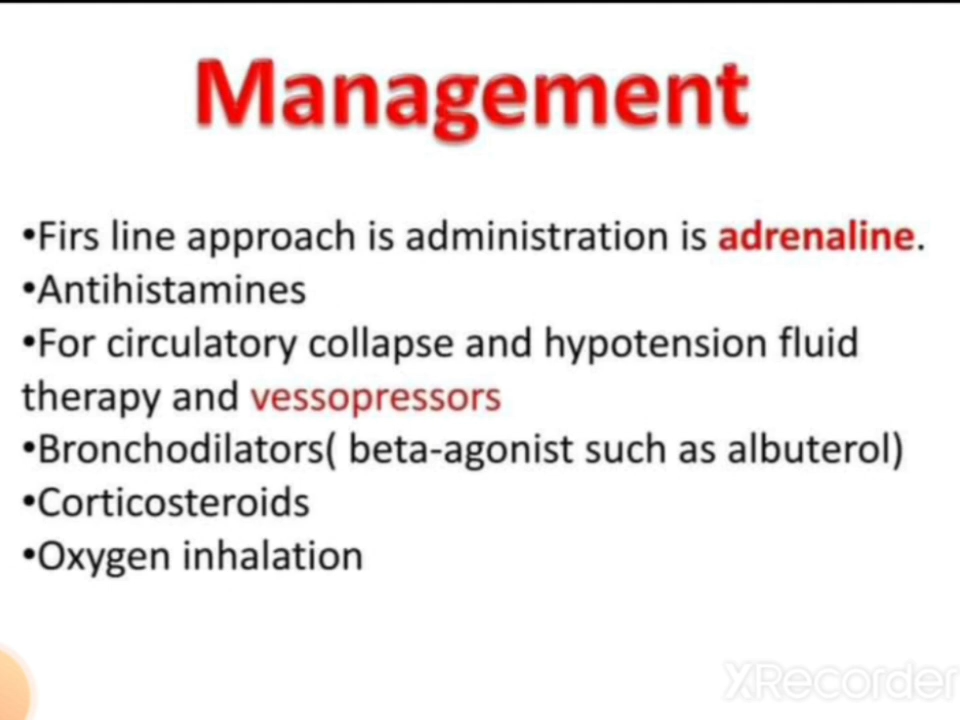 Management
•Firs line approach is administration is adrenaline.
•Antihistamines
•For circulatory collapse and hypotension fluid
therapy and vessopressors
•Bronchodilators( beta-agonist such as albuterol)
•Corticosteroids
•Oxygen inhalation
XRecorder